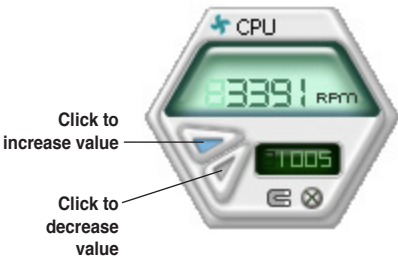 CPU
3391 RPM
Click to
increase value
1005
Click to
decrease
value